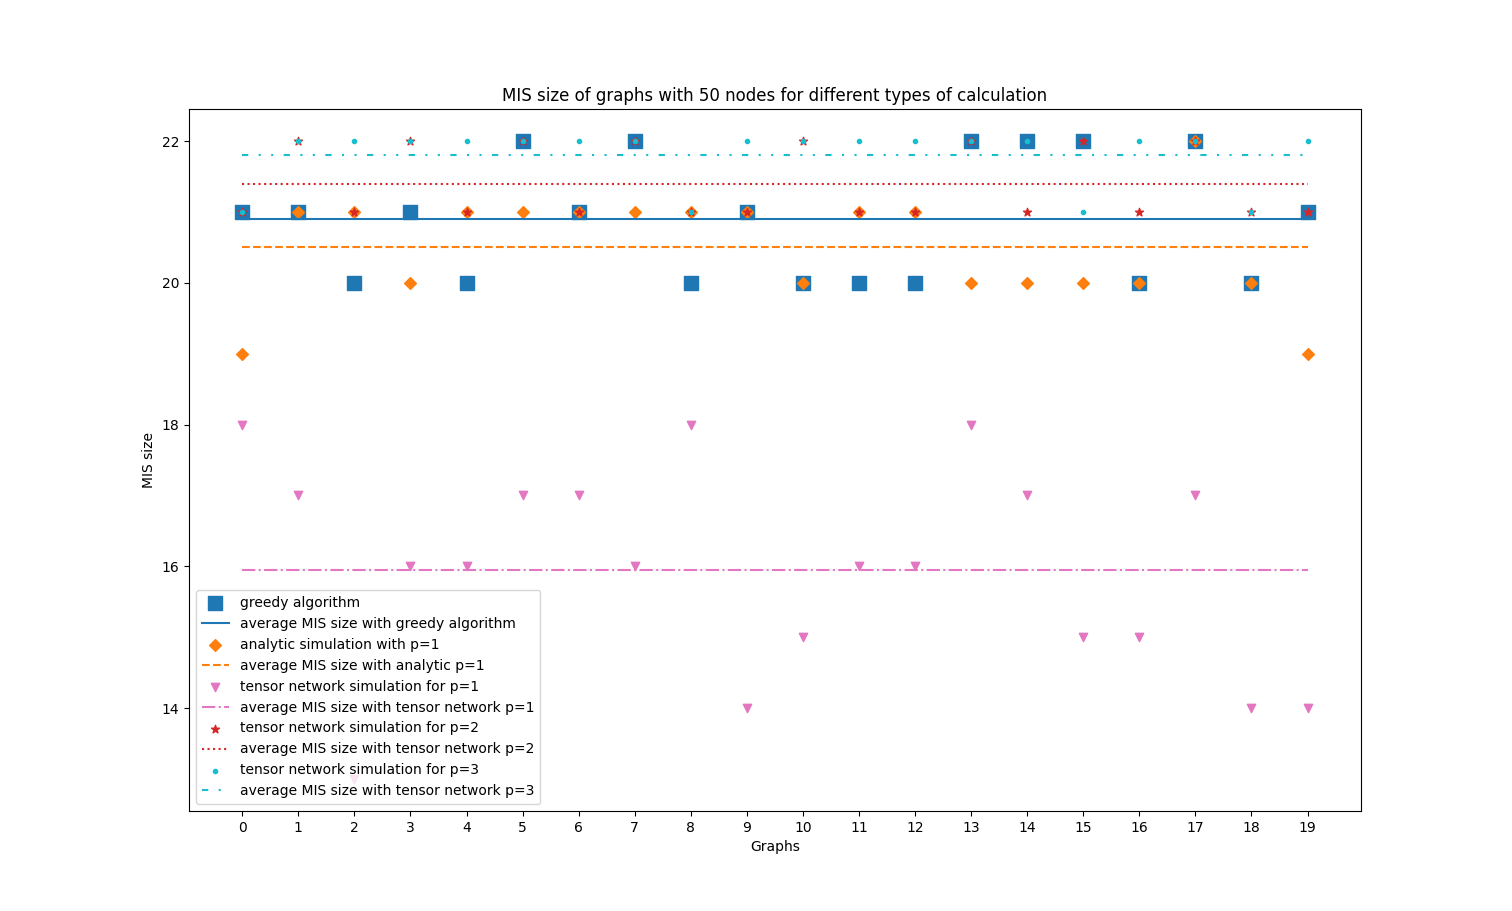 MIS size of graphs with 50 nodes for different types of calculation
MIS size
22
20
18
16
14
greedy algorithm
average MIS size with greedy algorithm
analytic simulation with p=1
average MIS size with analytic p=1
tensor network simulation for p=1
average MIS size with tensor network p=1
tensor network simulation for p=2
average MIS size with tensor network p=2
tensor network simulation for p=3
average MIS size with tensor network p=3
0 1 2 3 4 5 6 7 8 9 10 11 12 13 14 15 16 17 18 19
Graphs